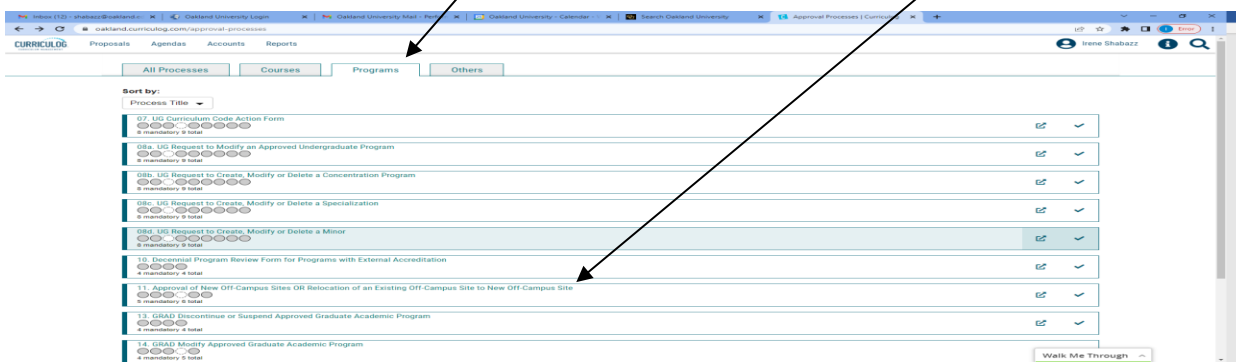 Inbox (12) - shabazz@oakland.e
Oakland University Login
Oakland University Mail - Perfe
Oakland University - Calendar -
Search Oakland University
Approval Processes | Curriculog
oakland.curriculog.com/approval-processes
Error
CURRICULOG
Proposals Agendas Accounts Reports
Irene Shabazz
All Processes Courses Programs Others
Sort by:
Process Title
07. UG Curriculum Code Action Form
8 mandatory 9 total
08a. UG Request to Modify an Approved Undergraduate Program
8 mandatory 9 total
08b. UG Request to Create, Modify or Delete a Concentration Program
8 mandatory 9 total
08c. UG Request to Create, Modify or Delete a Specialization
8 mandatory 9 total
08d. UG Request to Create, Modify or Delete a Minor
8 mandatory 9 total
10. Decennial Program Review Form for Programs with External Accreditation
4 mandatory 4 total
11. Approval of New Off-Campus Sites OR Relocation of an Existing Off-Campus Site to New Off-Campus Site
5 mandatory 6 total
13. GRAD Discontinue or Suspend Approved Graduate Academic Program
4 mandatory 4 total
14. GRAD Modify Approved Graduate Academic Program
4 mandatory 5 total
Walk Me Through